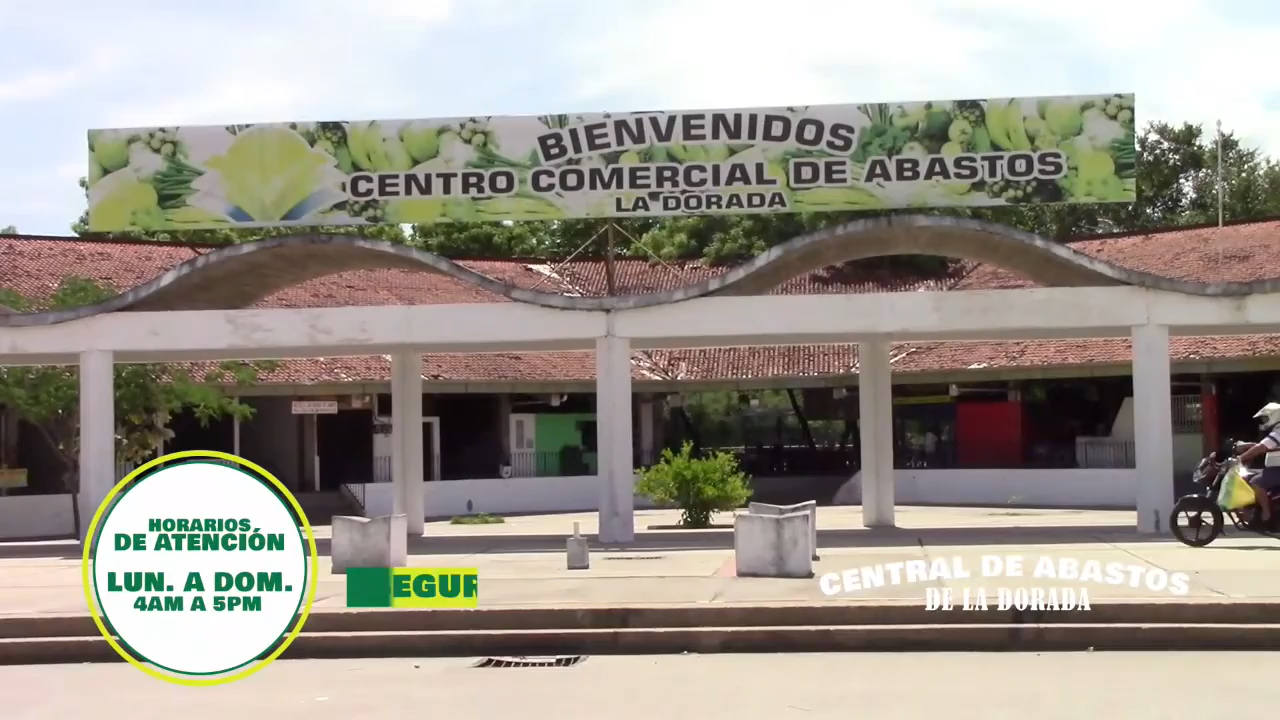 BIENVENIDOS
CENTRO COMERCIAL DE ABASTOS
LA DORADA
HORARIOS
DE ATENCIÓN
LUN. A DOM.
4AM A 5PM
EGUR
CENTRAL DE ABASTOS
DE LA DORADA